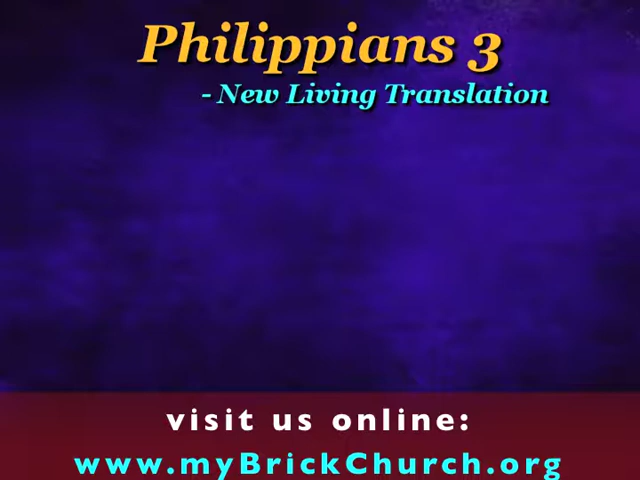 Philippians 3
- New Living Translation
visit us online:
www.myBrickChurch.org